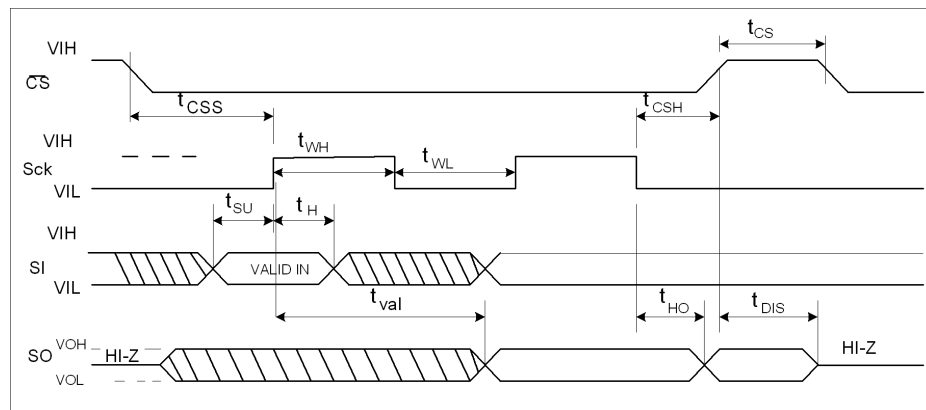 VIH
tCS
CS
tCSS
tCSH
VIH
tWH
tWL
Sck
VIL
tSU
tH
VIH
SI
VALID IN
VIL
tval
tHO
tDIS
VOH
SO
HI-Z
HI-Z
VOL